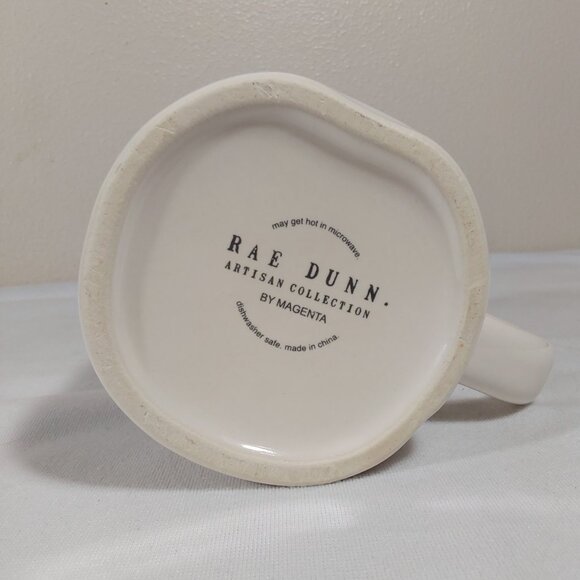 may get hot in microwave.
RAE DUNN.
ARTISAN COLLECTION
BY MAGENTA
dishwasher safe. made in china.